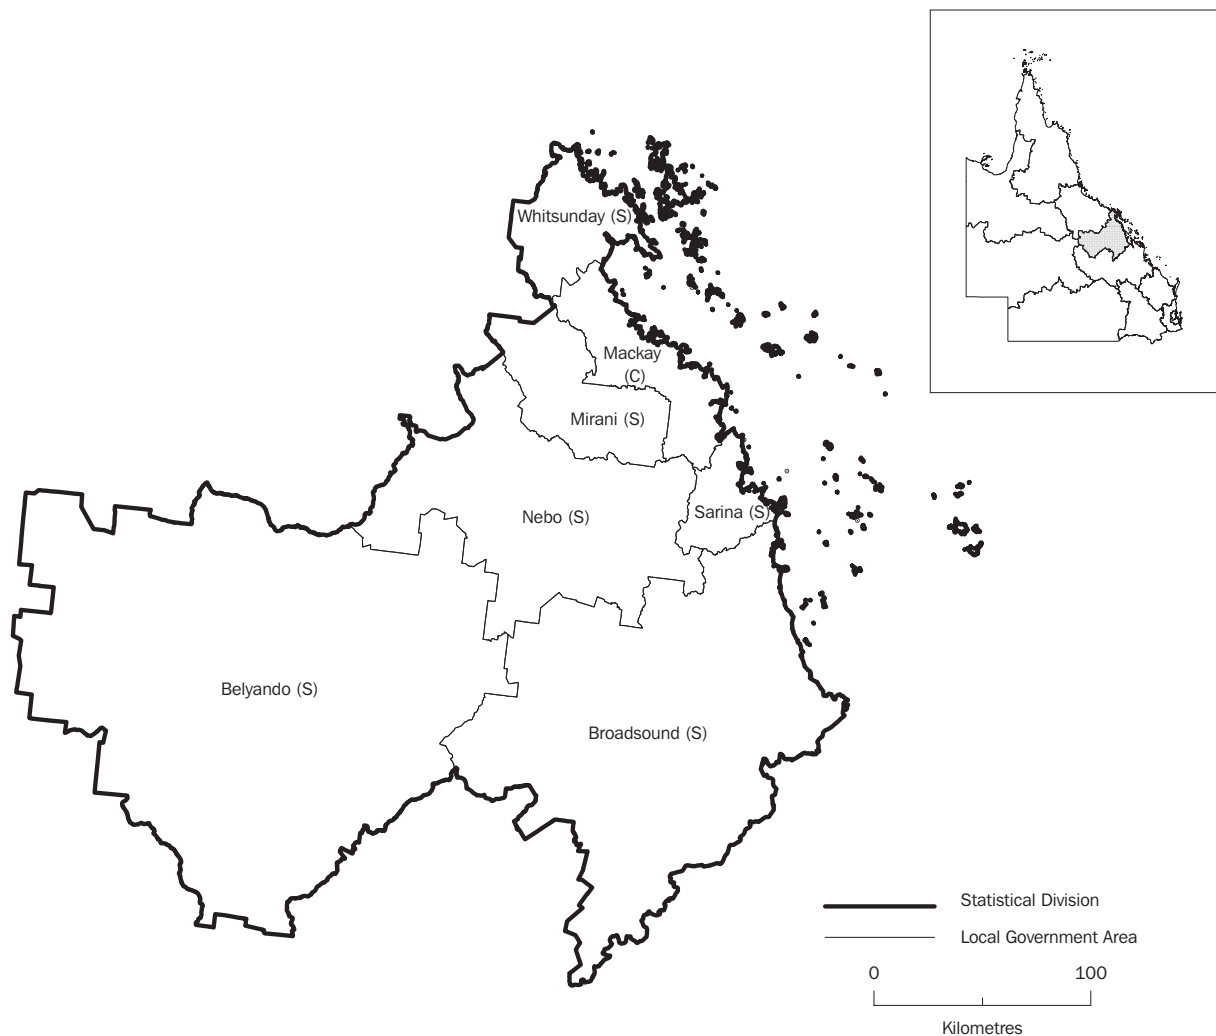 Whitsunday (S)
Mackay
(C)
Mirani (S)
Nebo (S)
Sarina (S)
Belyando (S)
Broadsound (S)
Statistical Division
Local Government Area
0 100
Kilometres